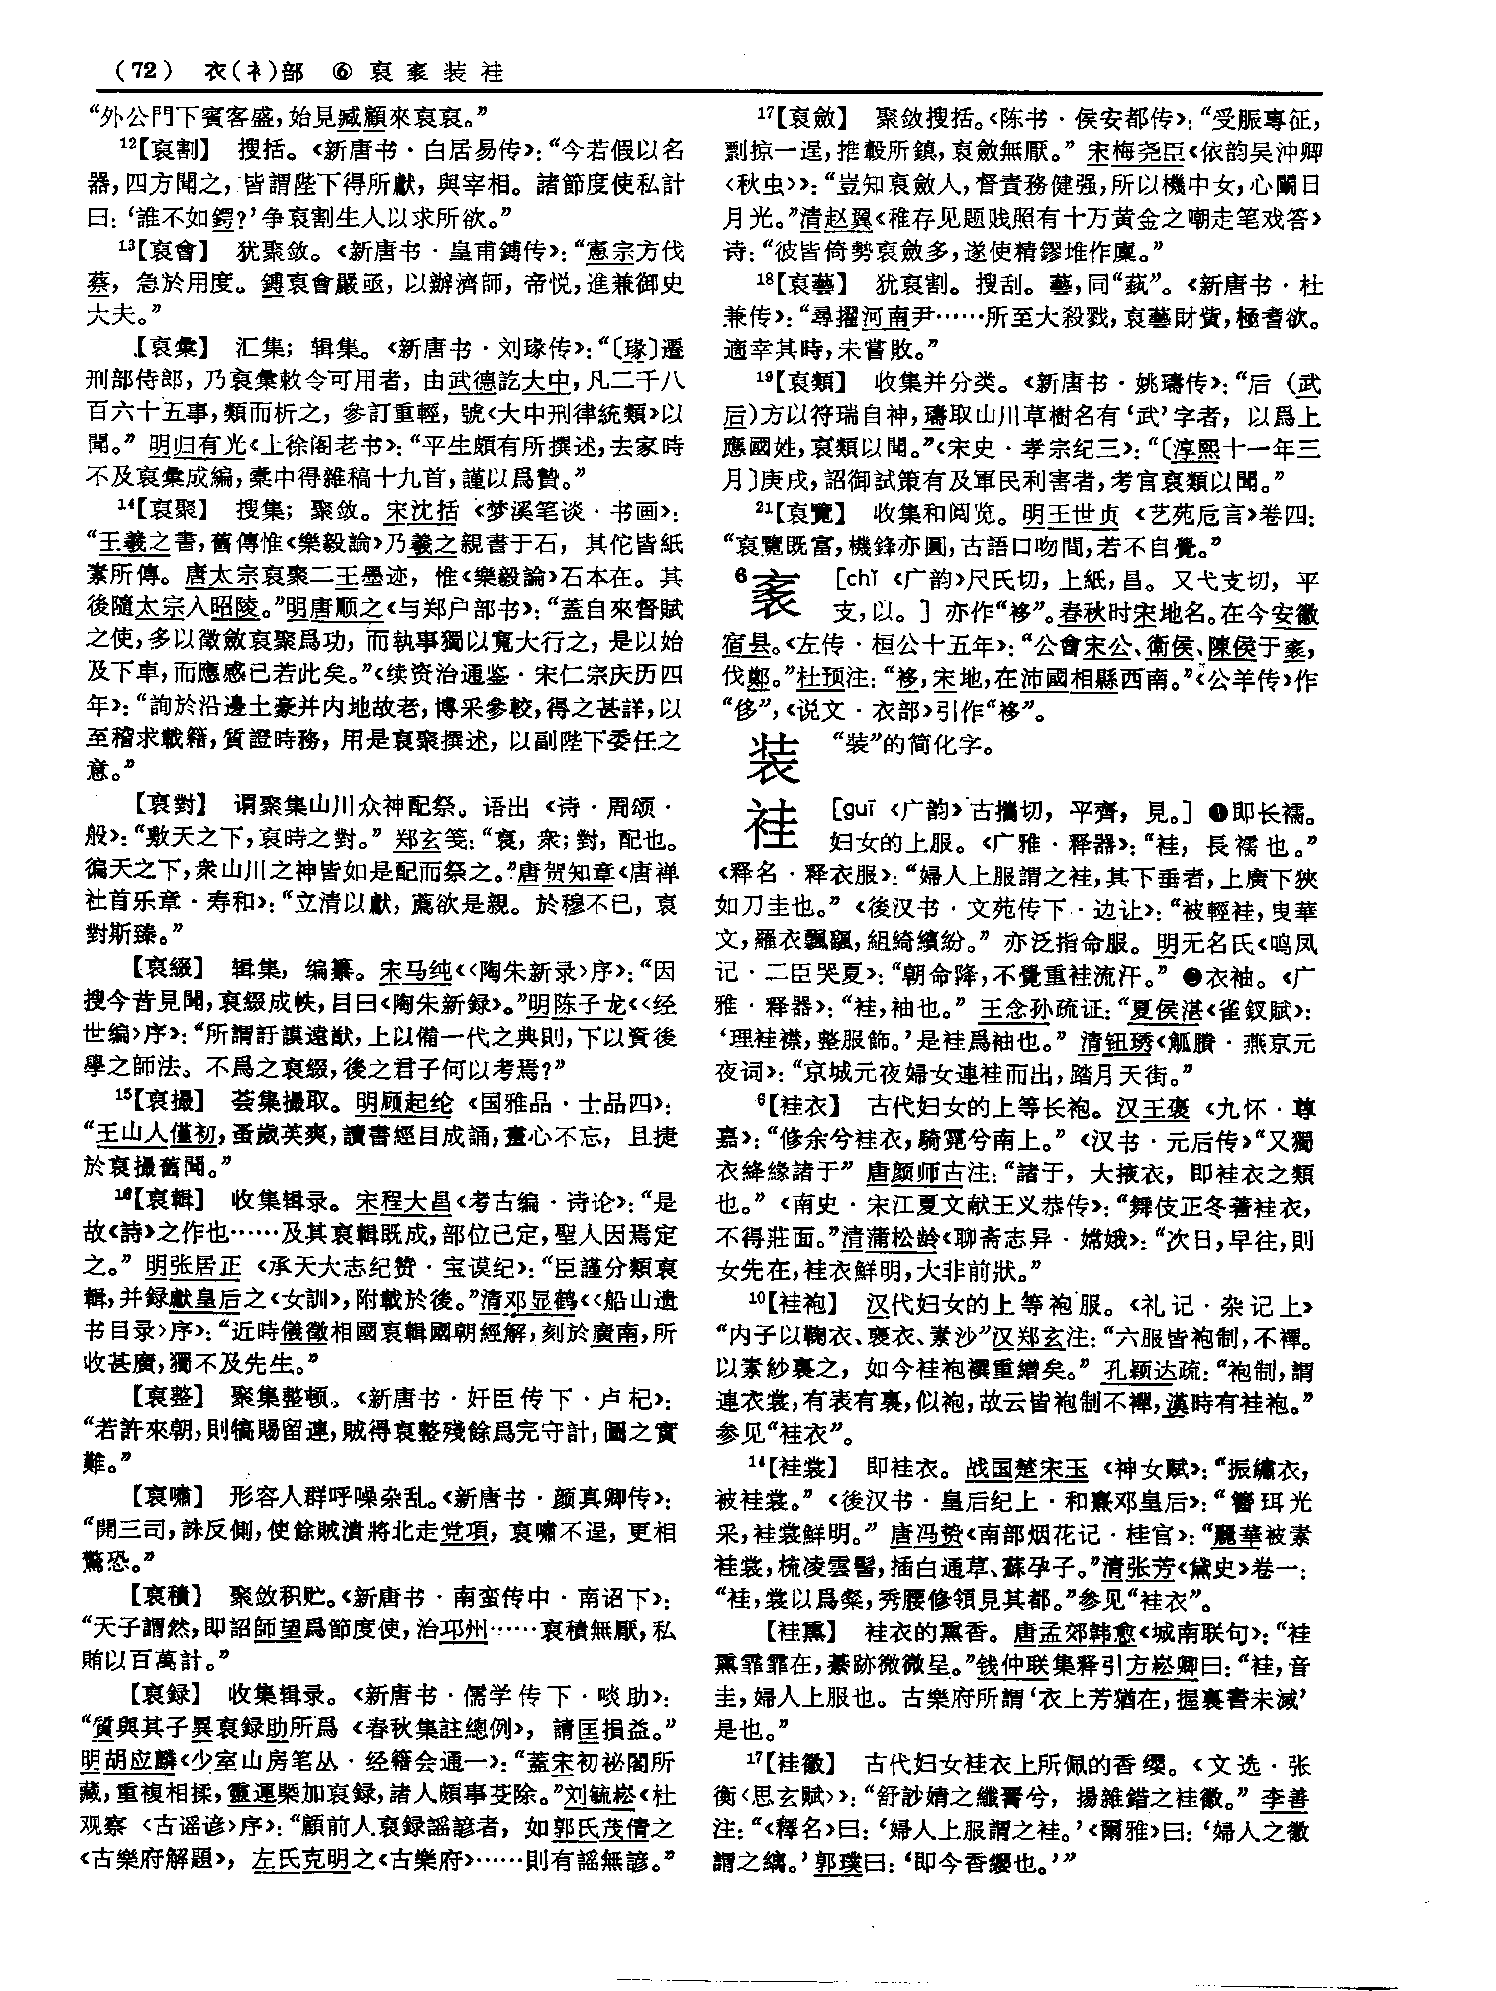 (72) 衣(衤)部 ⑥ 裒袲装袿
“外公門下賓客盛,始見臧顧來裒裒。”
12【裒割】 搜括。《新唐书·白居易传》:“今若假以名
器,四方聞之,皆謂陛下得所獻,與宰相。諸節度使私計
曰:‘誰不如鍔?’争裒割生人以求所欲。”
13【裒會】 犹聚敛。《新唐书·皇甫鎛传》:“憲宗方伐
蔡,急於用度。鎛裒會嚴亟,以辦濟師,帝悦,進兼御史
大夫。”
【裒彙】 汇集;辑集。《新唐书·刘瑑传》:“〔瑑〕遷
刑部侍郎,乃裒彙敕令可用者,由武德訖大中,凡二千八
百六十五事,類而析之,參訂重輕,號《大中刑律統類》以
聞。”明归有光《上徐阁老书》:“平生頗有所撰述,去家時
不及裒彙成編,橐中得雜稿十九首,謹以爲贄。”
14【裒聚】 搜集;聚敛。宋沈括《梦溪笔谈·书画》:
“王羲之書,舊傳惟《樂毅論》乃羲之親書于石,其佗皆紙
素所傳。唐太宗裒聚二王墨迹,惟《樂毅論》石本在。其
後隨太宗入昭陵。”明唐顺之《与郑户部书》:“蓋自來督賦
之使,多以徵斂裒聚爲功,而執事獨以寬大行之,是以始
及下車,而應感已若此矣。”《续资治通鉴·宋仁宗庆历四
年》:“詢於沿邊土豪并内地故老,博采參較,得之甚詳,以
至稽求載籍,質證時務,用是裒聚撰述,以副陛下委任之
意。”
【裒對】 谓聚集山川众神配祭。语出《诗·周颂·
般》:“敷天之下,裒時之對。”郑玄笺:“裒,衆;對,配也。
徧天之下,衆山川之神皆如是配而祭之。”唐贺知章《唐禅
社首乐章·寿和》:“立清以獻,薦欲是親。於穆不已,裒
對斯臻。”
【裒綴】 辑集,编纂。宋马纯《〈陶朱新录〉序》:“因
搜今昔見聞,裒綴成帙,目曰《陶朱新録》。”明陈子龙《〈经
世编〉序》:“所謂訏謨遠猷,上以備一代之典則,下以資後
學之師法。不爲之裒綴,後之君子何以考焉?”
15【裒撮】 荟集撮取。明顾起纶《国雅品·士品四》:
“王山人僅初,蚤歲英爽,讀書經目成誦,畫心不忘,且捷
於裒撮舊聞。”
16【裒輯】 收集辑录。宋程大昌《考古编·诗论》:“是
故《詩》之作也……及其裒輯既成,部位已定,聖人因焉定
之。”明张居正《承天大志纪赞·宝谟纪》:“臣謹分類裒
輯,并録獻皇后之《女訓》,附載於後。”清邓显鹤《〈船山遗
书目录〉序》:“近時儀徵相國裒輯國朝經解,刻於廣南,所
收甚廣,獨不及先生。”
【裒整】 聚集整顿。《新唐书·奸臣传下·卢杞》:
“若許來朝,則犒賜留連,賊得裒整殘餘爲完守計,圖之實
難。”
【裒嘯】 形容人群呼噪杂乱。《新唐书·颜真卿传》:
“開三司,誅反側,使餘賊潰將北走党項,裒嘯不逞,更相
驚恐。”
【裒積】 聚敛积贮。《新唐书·南蛮传中·南诏下》:
“天子謂然,即詔師望爲節度使,治邛州……裒積無厭,私
賄以百萬計。”
【裒録】 收集辑录。《新唐书·儒学传下·啖助》:
“質與其子異裒録助所爲《春秋集註總例》,請匡損益。”
明胡应麟《少室山房笔丛·经籍会通一》:“蓋宋初祕閣所
藏,重複相揉,靈運槩加裒録,諸人頗事芟除。”刘毓崧《杜
观察〈古谣谚〉序》:“顧前人裒録謡諺者,如郭氏茂倩之
《古樂府解題》,左氏克明之《古樂府》……則有謡無諺。”
17【裒斂】 聚敛搜括。《陈书·侯安都传》:“受脤專征,
剽掠一逞,推轂所鎮,裒斂無厭。”宋梅尧臣《依韵吴沖卿
〈秋虫〉》:“豈知裒斂人,督責務健强,所以機中女,心闘日
月光。”清赵翼《稚存见题贱照有十万黄金之嘲走笔戏答》
诗:“彼皆倚勢裒斂多,遂使精鏐堆作廩。”
18【裒藝】 犹裒割。搜刮。藝,同“蓺”。《新唐书·杜
兼传》:“尋擢河南尹……所至大殺戮,裒藝財貲,極耆欲。
適幸其時,未嘗敗。”
19【裒類】 收集并分类。《新唐书·姚璹传》:“后(武
后)方以符瑞自神,璹取山川草樹名有‘武’字者,以爲上
應國姓,裒類以聞。”《宋史·孝宗纪三》:“〔淳熙十一年三
月〕庚戌,詔御試策有及軍民利害者,考官裒類以聞。”
21【裒覽】 收集和阅览。明王世贞《艺苑卮言》卷四:
“裒覽既富,機鋒亦圓,古語口吻間,若不自覺。”
6袲 [chǐ《广韵》尺氏切,上紙,昌。又弋支切,平
支,以。] 亦作“袳”。春秋时宋地名。在今安徽
宿县。《左传·桓公十五年》:“公會宋公、衛侯、陳侯于袲,
伐鄭。”杜预注:“袳,宋地,在沛國相縣西南。”《公羊传》作
“侈”,《说文·衣部》引作“袳”。
装 “裝”的简化字。
袿 [guī《广韵》古攜切,平齊,見。] ❶即长襦。
妇女的上服。《广雅·释器》:“袿,長襦也。”
《释名·释衣服》:“婦人上服謂之袿,其下垂者,上廣下狹
如刀圭也。”《後汉书·文苑传下·边让》:“被輕袿,曳華
文,羅衣飄颻,組綺繽紛。”亦泛指命服。明无名氏《鸣凤
记·二臣哭夏》:“朝命降,不覺重袿流汗。” ❷衣袖。《广
雅·释器》:“袿,袖也。”王念孙疏证:“夏侯湛《雀釵賦》:
‘理袿襟,整服飾。’是袿爲袖也。”清钮琇《觚賸·燕京元
夜词》:“京城元夜婦女連袿而出,踏月天街。”
6【袿衣】 古代妇女的上等长袍。汉王褒《九怀·尊
嘉》:“修余兮袿衣,騎霓兮南上。”《汉书·元后传》“又獨
衣絳緣諸于”唐颜师古注:“諸于,大掖衣,即袿衣之類
也。”《南史·宋江夏文献王义恭传》:“舞伎正冬著袿衣,
不得莊面。”清蒲松龄《聊斋志异·嫦娥》:“次日,早往,則
女先在,袿衣鮮明,大非前狀。”
10【袿袍】 汉代妇女的上等袍服。《礼记·杂记上》
“内子以鞠衣、褒衣、素沙”汉郑玄注:“六服皆袍制,不襌。
以素紗裏之,如今袿袍襈重繒矣。”孔颖达疏:“袍制,謂
連衣裳,有表有裏,似袍,故云皆袍制不襌,漢時有袿袍。”
参见“袿衣”。
14【袿裳】 即袿衣。战国楚宋玉《神女赋》:“振繡衣,
被袿裳。”《後汉书·皇后纪上·和熹邓皇后》:“簪珥光
采,袿裳鮮明。”唐冯贽《南部烟花记·桂宫》:“麗華被素
袿裳,梳凌雲髻,插白通草、蘇孕子。”清张芳《黛史》卷一:
“袿,裳以爲粲,秀腰修領見其都。”参见“袿衣”。
【袿熏】 袿衣的熏香。唐孟郊韩愈《城南联句》:“袿
熏霏霏在,綦跡微微呈。”钱仲联集释引方崧卿曰:“袿,音
圭,婦人上服也。古樂府所謂‘衣上芳猶在,握裏書未滅’
是也。”
17【袿徽】 古代妇女袿衣上所佩的香缨。《文选·张
衡〈思玄赋〉》:“舒訬婧之纖腰兮,揚雜錯之袿徽。”李善
注:“《釋名》曰:‘婦人上服謂之袿。’《爾雅》曰:‘婦人之徽
謂之縭。’郭璞曰:‘即今香纓也。’”